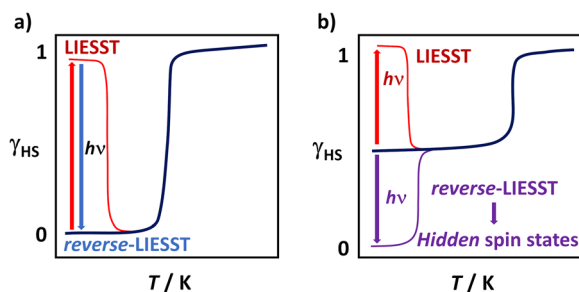 a)
1
LIESST
γHS
hν
0
reverse-LIESST
T / K
b)
1
LIESST
hν
γHS
hν
reverse-LIESST
Hidden spin states
0
T / K